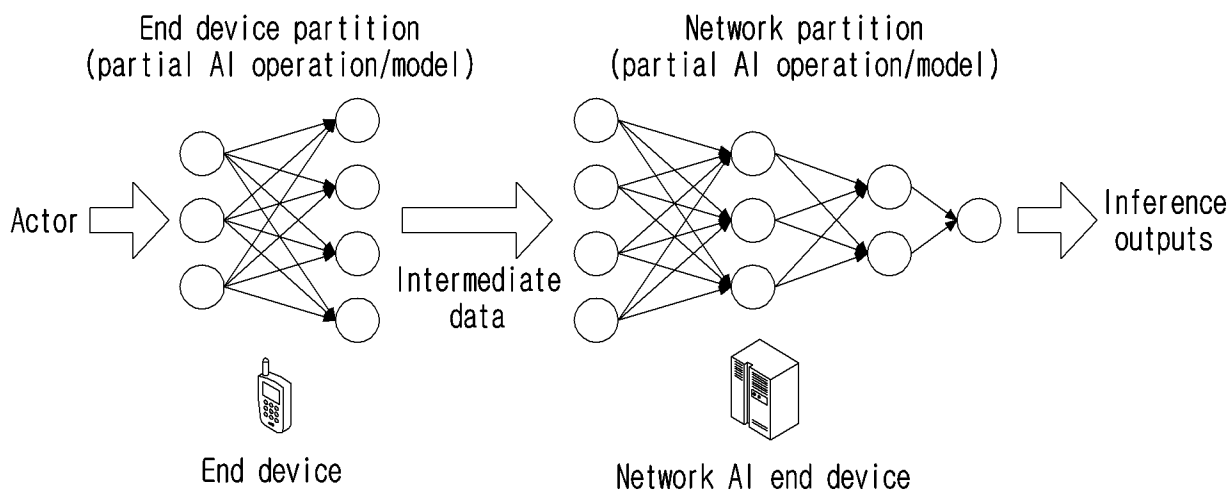 End device partition
(partial AI operation/model)
Network partition
(partial AI operation/model)
Actor
Intermediate
data
Inference
outputs
End device
Network AI end device